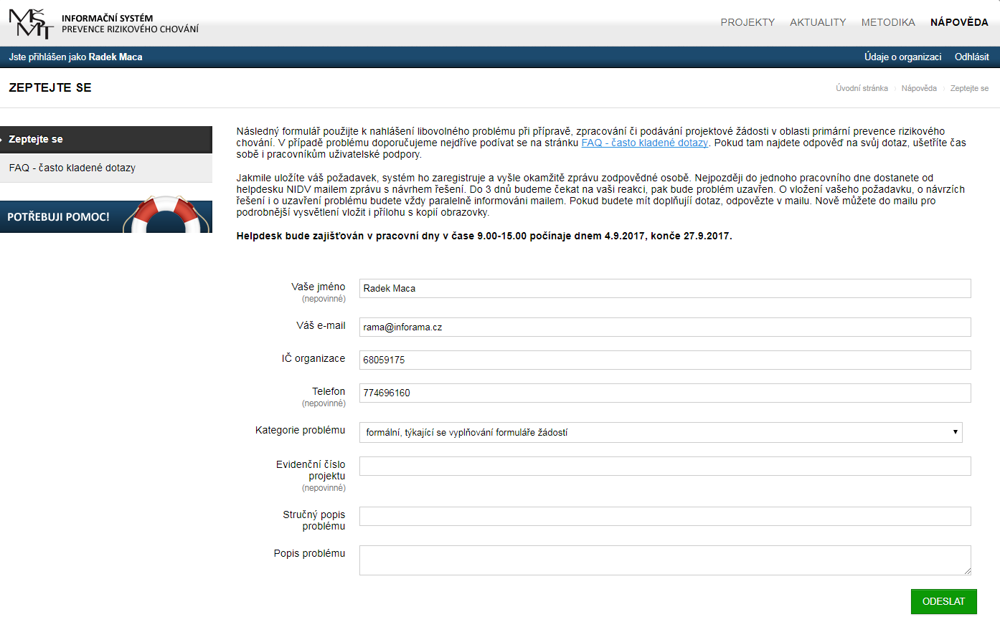 MŠMT
INFORMAČNÍ SYSTÉM
PREVENCE RIZIKOVÉHO CHOVÁNÍ
PROJEKTY AKTUALITY METODIKA NÁPOVĚDA
Jste přihlášen jako Radek Maca
Údaje o organizaci Odhlásit
ZEPTEJTE SE
Úvodní stránka › Nápověda › Zeptejte se
Zeptejte se
FAQ - často kladené dotazy
POTŘEBUJI POMOC!
Následný formulář použijte k nahlášení libovolného problému při přípravě, zpracování či podávání projektové žádosti v oblasti primární prevence rizikového
chování. V případě problému doporučujeme nejdříve podívat se na stránku FAQ - často kladené dotazy. Pokud tam najdete odpověď na svůj dotaz, ušetříte čas
sobě i pracovníkům uživatelské podpory.
Jakmile uložíte váš požadavek, systém ho zaregistruje a vyšle okamžitě zprávu zodpovědné osobě. Nejpozději do jednoho pracovního dne dostanete od
helpdesku NIDV mailem zprávu s návrhem řešení. Do 3 dnů budeme čekat na vaši reakci, pak bude problém uzavřen. O vložení vašeho požadavku, o návrzích
řešení i o uzavření problému budete vždy paralelně informováni mailem. Pokud budete mít doplňujíí dotaz, odpovězte v mailu. Nově můžete do mailu pro
podrobnější vysvětlení vložit i přílohu s kopií obrazovky.
Helpdesk bude zajišťován v pracovní dny v čase 9.00-15.00 počínaje dnem 4.9.2017, konče 27.9.2017.
Vaše jméno
(nepovinné)
Radek Maca
Váš e-mail
rama@inforama.cz
IČ organizace
68059175
Telefon
(nepovinné)
774696160
Kategorie problému
formální, týkající se vyplňování formuláře žádostí
Evidenční číslo
projektu
(nepovinné)
Stručný popis
problému
Popis problému
ODESLAT